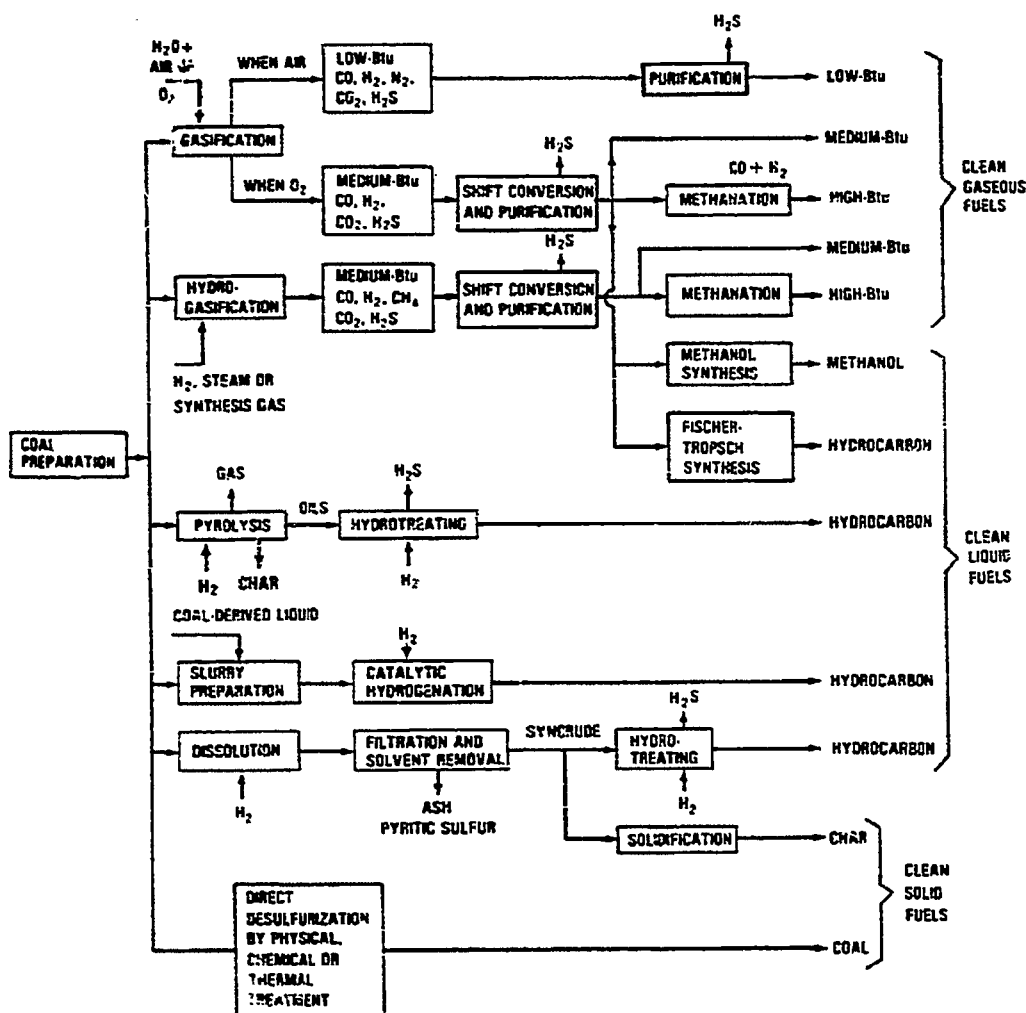 H2O+
AIR
O2
WHEN AIR
LOW-Btu
CO, H2, N2,
CO2, H2S
H2S
PURIFICATION
LOW-Btu
GASIFICATION
WHEN O2
MEDIUM-Btu
CO, H2,
CO2, H2S
H2S
SHIFT CONVERSION
AND PURIFICATION
MEDIUM-Btu
CO + H2
METHANATION
HIGH-Btu
CLEAN
GASEOUS
FUELS
HYDRO-
GASIFICATION
MEDIUM-Btu
CO, H2, CH4
CO2, H2S
H2S
SHIFT CONVERSION
AND PURIFICATION
MEDIUM-Btu
METHANATION
HIGH-Btu
H2, STEAM OR
SYNTHESIS GAS
METHANOL
SYNTHESIS
METHANOL
COAL
PREPARATION
FISCHER-
TROPSCH
SYNTHESIS
HYDROCARBON
GAS
PYROLYSIS
OILS
H2S
HYDROTREATING
HYDROCARBON
H2
CHAR
H2
CLEAN
LIQUID
FUELS
COAL-DERIVED LIQUID
SLURRY
PREPARATION
H2
CATALYTIC
HYDROGENATION
HYDROCARBON
DISSOLUTION
H2
FILTRATION AND
SOLVENT REMOVAL
ASH
PYRITIC SULFUR
SYNCRUDE
H2S
HYDRO-
TREATING
H2
HYDROCARBON
SOLIDIFICATION
CHAR
CLEAN
SOLID
FUELS
DIRECT
DESULFURIZATION
BY PHYSICAL,
CHEMICAL OR
THERMAL
TREATMENT
COAL